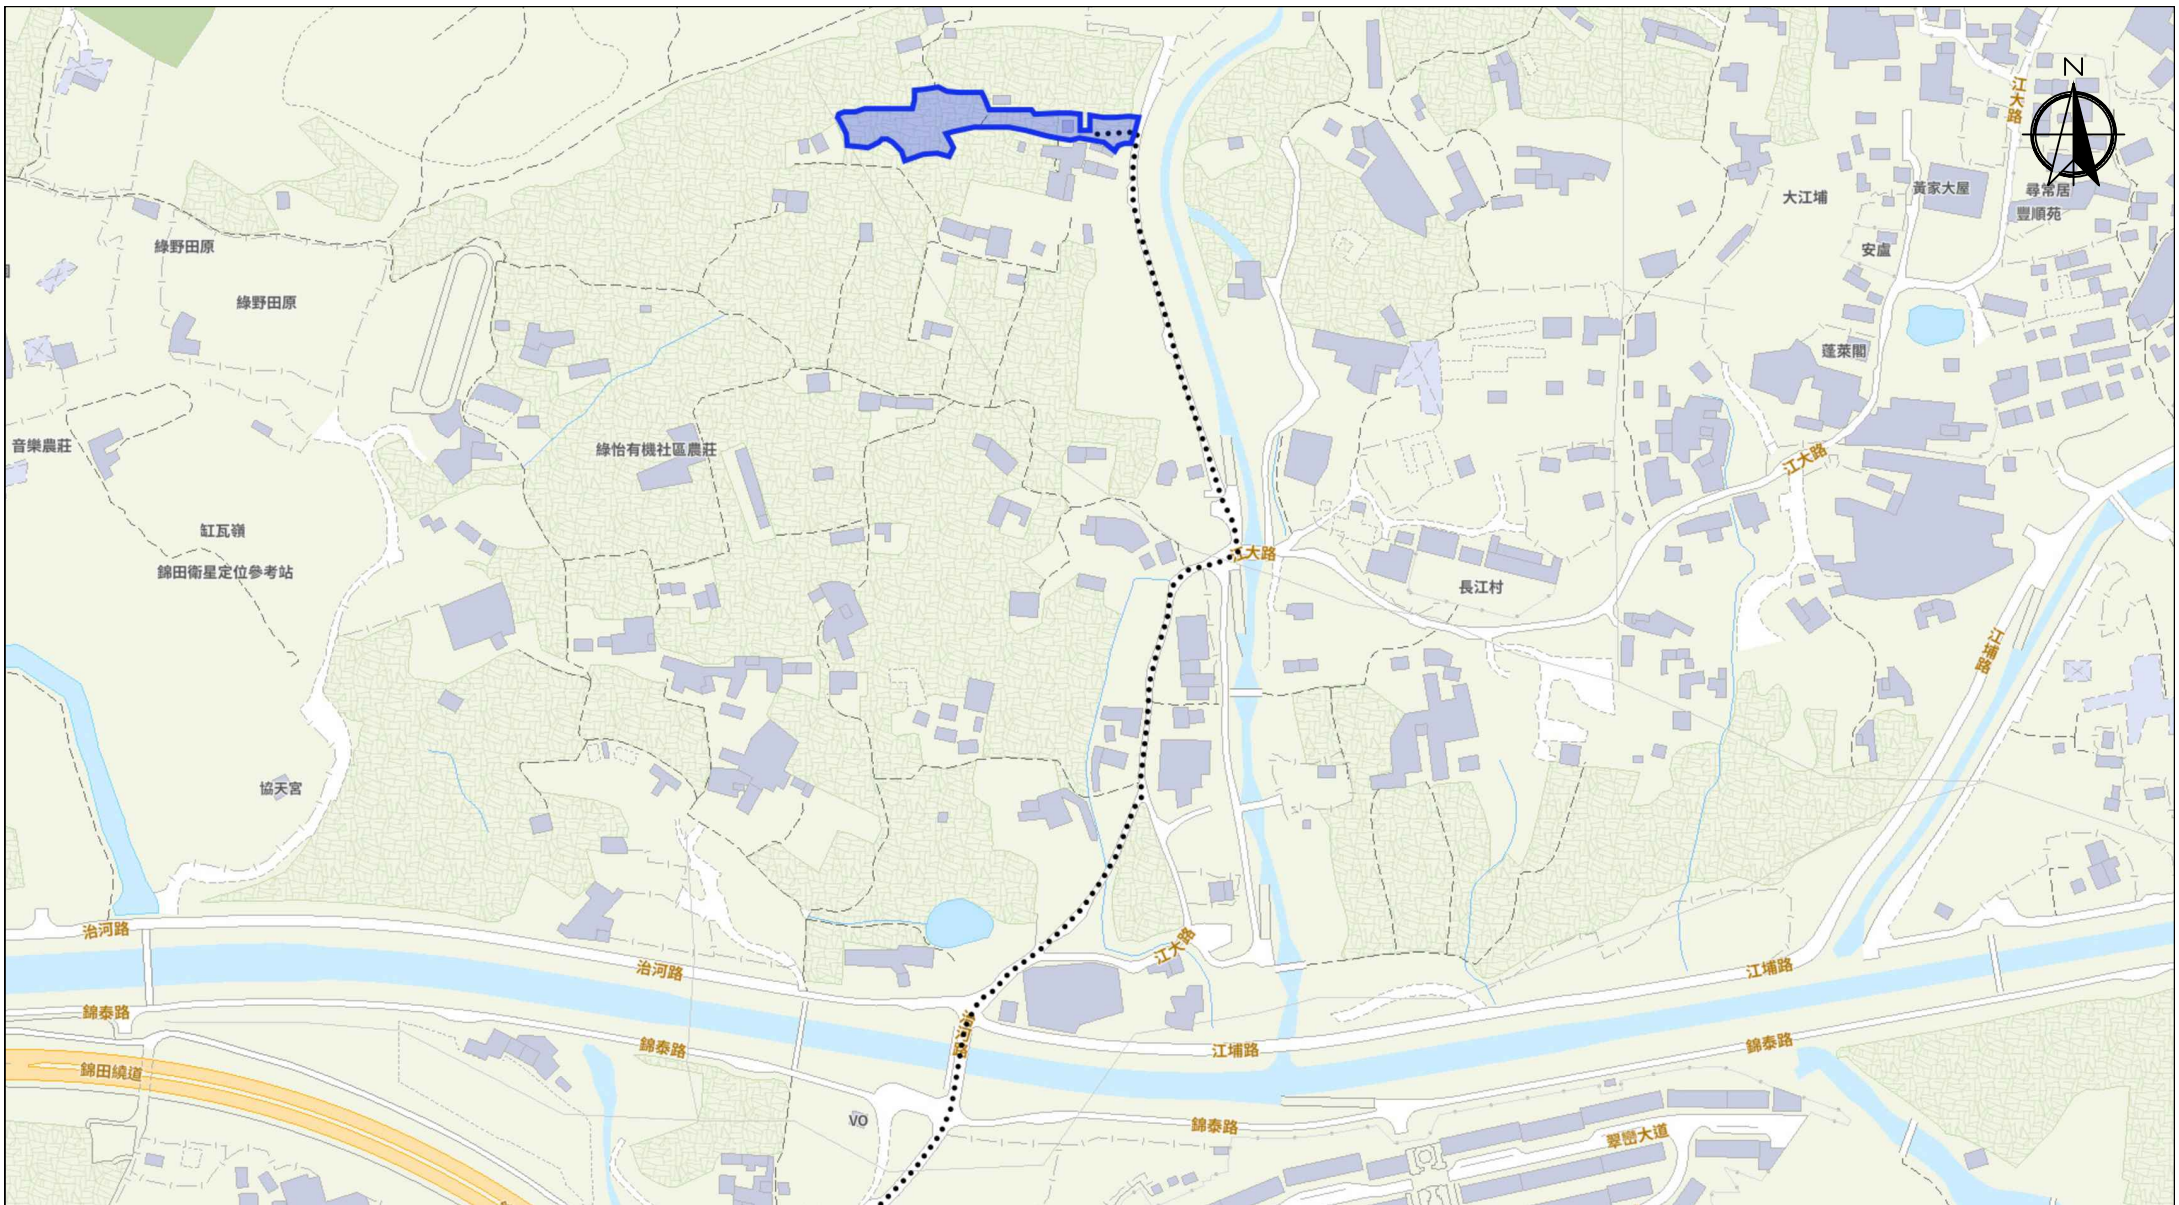 N
江大路
黃家大屋
尋常居
豐順苑
大江埔
安盧
綠野田原
綠野田原
蓬萊閣
音樂農莊
綠怡有機社區農莊
江大路
缸瓦嶺
錦田衛星定位參考站
江大路
長江村
江埔路
協天宮
治河路
治河路
江大路
江埔路
錦泰路
錦泰路
江埔路
錦泰路
錦田繞道
VO
錦泰路
翠巒大道